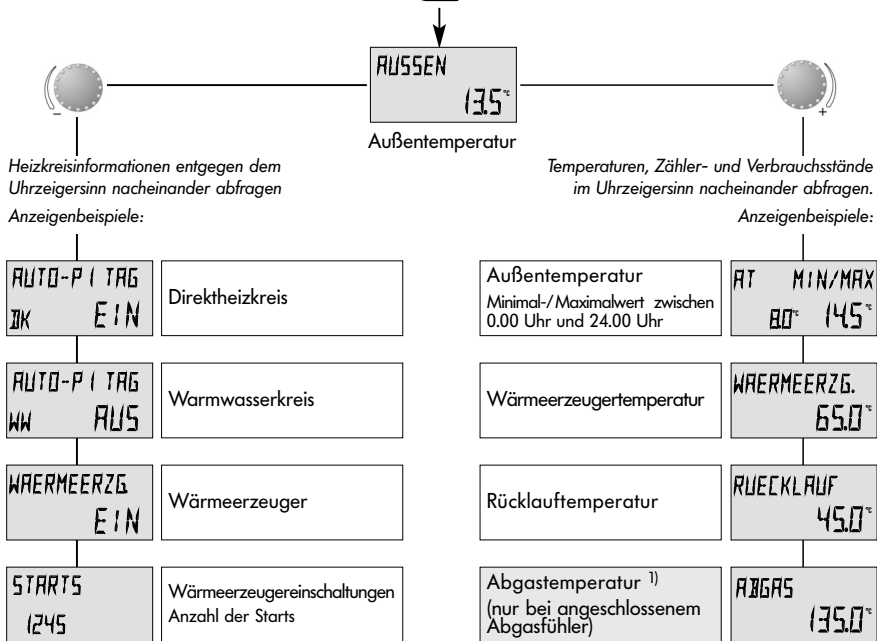 AUSSEN
13.5 °C
Außentemperatur
−
+
Heizkreisinformationen entgegen dem
Uhrzeigersinn nacheinander abfragen
Anzeigenbeispiele:
AUTO-P1 TAG
DK EIN
Direktheizkreis
AUTO-P1 TAG
WW AUS
Warmwasserkreis
WAERMEERZG.
EIN
Wärmeerzeuger
STARTS
1245
Wärmeerzeugereinschaltungen
Anzahl der Starts
Temperaturen, Zähler- und Verbrauchsstände
im Uhrzeigersinn nacheinander abfragen.
Anzeigenbeispiele:
Außentemperatur
Minimal-/Maximalwert zwischen
0.00 Uhr und 24.00 Uhr
AT MIN/MAX
8.0 °C 14.5 °C
Wärmeerzeugertemperatur
WAERMEERZG.
65.0 °C
Rücklauftemperatur
RUECKLAUF
45.0 °C
Abgastemperatur 1)
(nur bei angeschlossenem
Abgasfühler)
ABGAS
135.0 °C